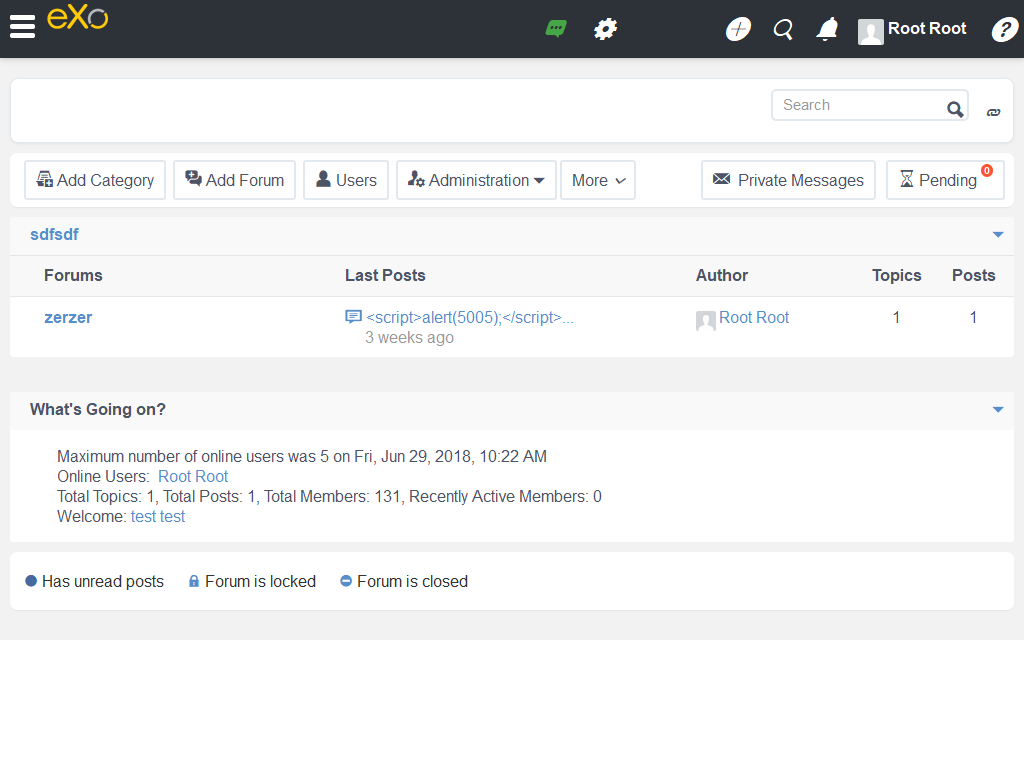 eXo
Root Root
?
Search
Add Category
Add Forum
Users
Administration
More
Private Messages
Pending
0
sdfsdf
Forums Last Posts Author Topics Posts
zerzer <script>alert(5005);</script>... Root Root 1 1
3 weeks ago
What's Going on?
Maximum number of online users was 5 on Fri, Jun 29, 2018, 10:22 AM
Online Users: Root Root
Total Topics: 1, Total Posts: 1, Total Members: 131, Recently Active Members: 0
Welcome: test test
Has unread posts Forum is locked Forum is closed